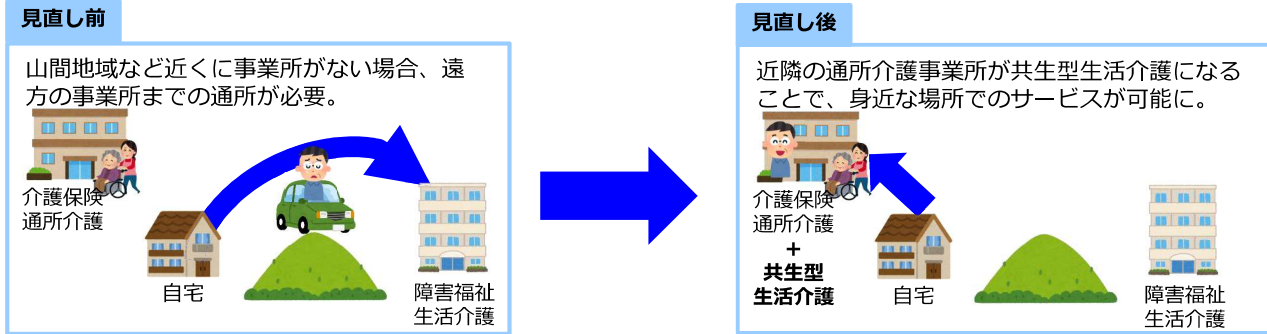 見直し前
山間地域など近くに事業所がない場合、遠
方の事業所までの通所が必要。
介護保険
通所介護
自宅
障害福祉
生活介護
見直し後
近隣の通所介護事業所が共生型生活介護になる
ことで、身近な場所でのサービスが可能に。
介護保険
通所介護
+
共生型
生活介護
自宅
障害福祉
生活介護